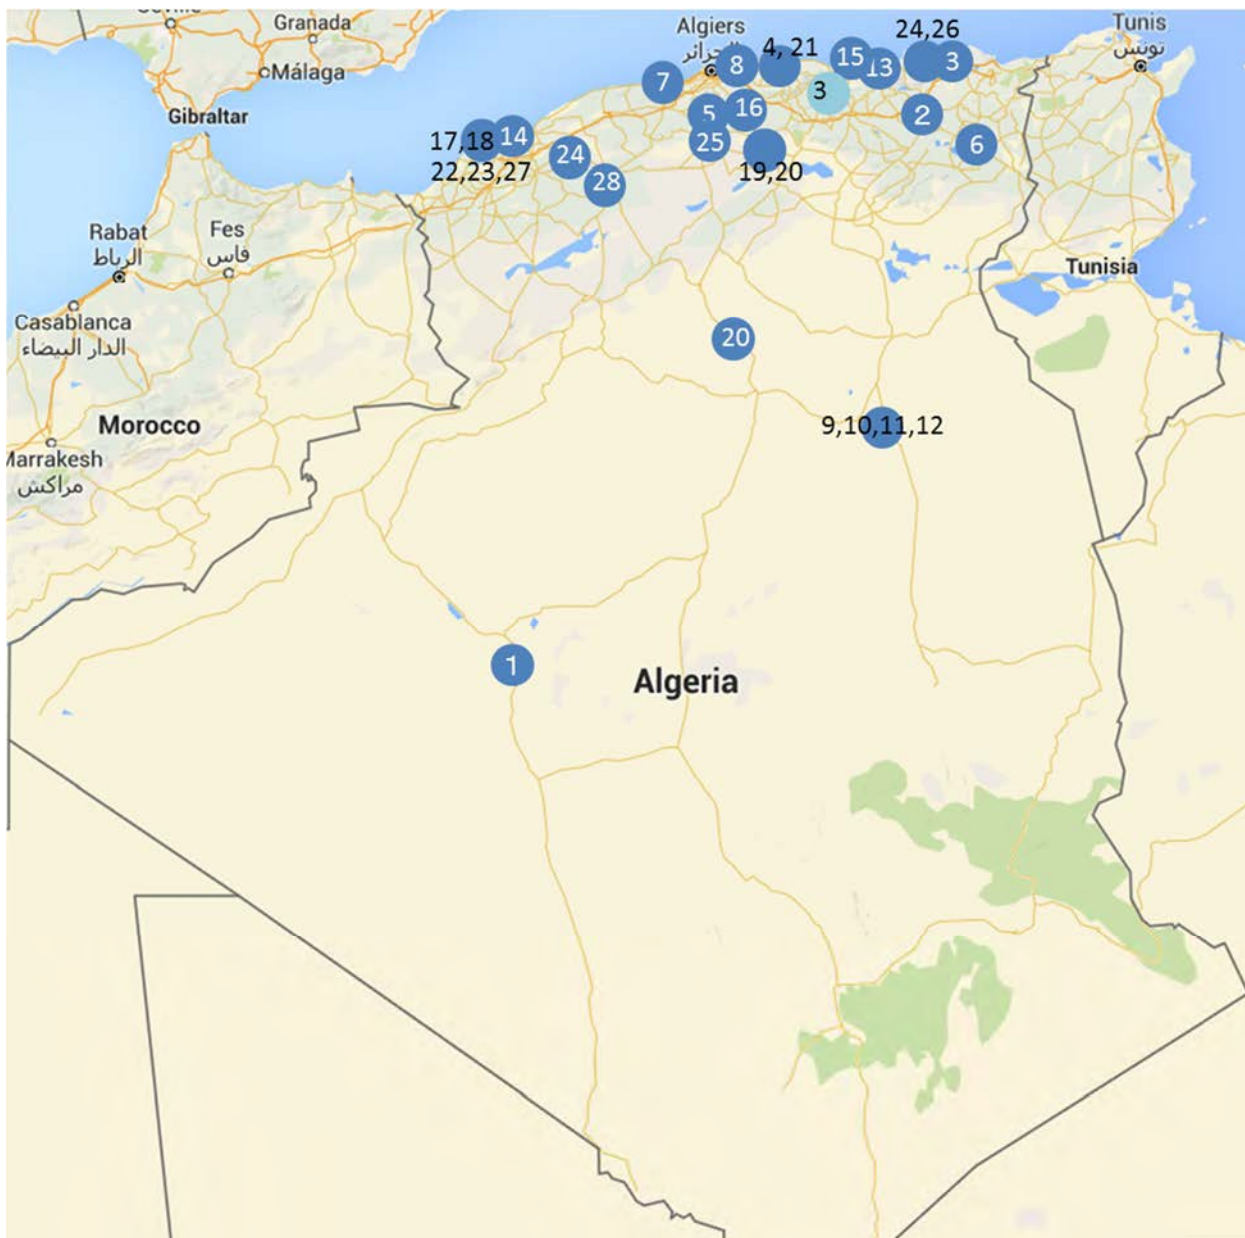 Granada
Málaga
Gibraltar
Algiers
الجزائر
Tunis
تونس
24,26
4, 21
15
13
3
8
7
3
5
16
2
25
6
17,18
14
22,23,27
24
28
19,20
Rabat
الرباط
Fes
فاس
Casablanca
الدار البيضاء
Tunisia
20
Morocco
9,10,11,12
Marrakesh
مراكش
1
Algeria